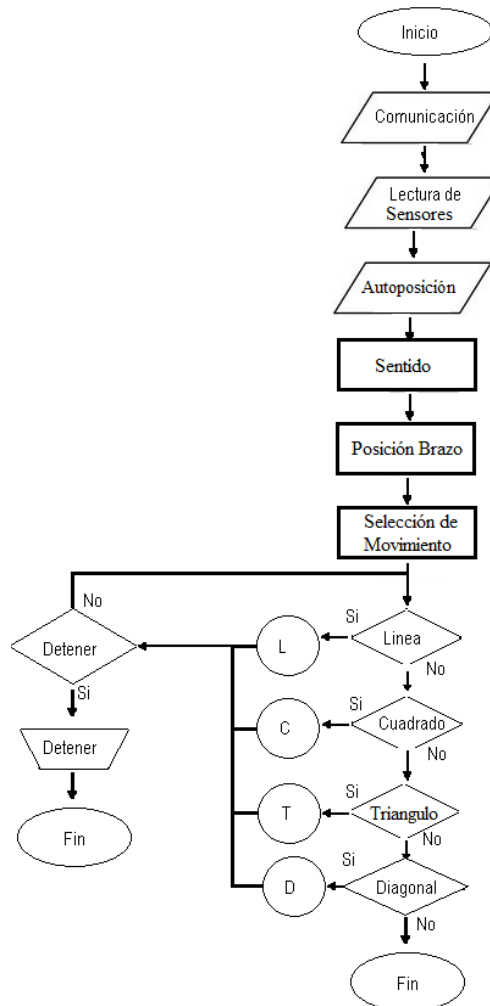 Inicio
Comunicación
Lectura de
Sensores
Autoposición
Sentido
Posición Brazo
Selección de
Movimiento
No
Detener
Si
Detener
Fin
Si
L
Linea
No
Si
C
Cuadrado
No
Si
T
Triangulo
No
Si
D
Diagonal
No
Fin